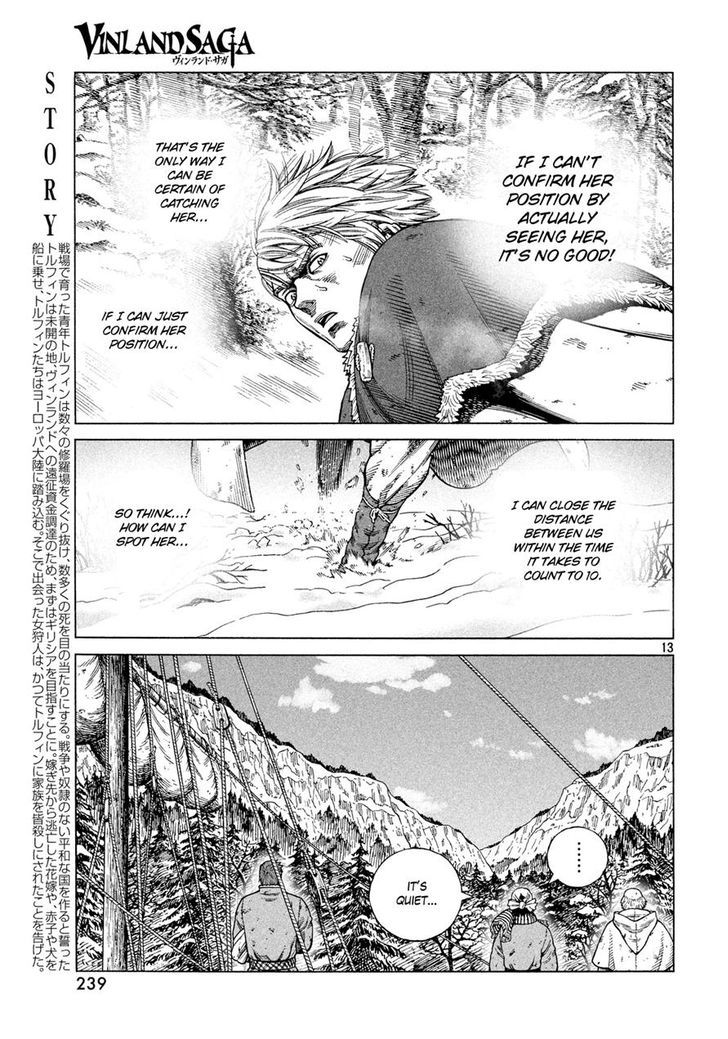 VINLAND SAGA
ヴィンランド・サガ
STORY
戦場で育った青年トルフィンは数々の修羅場をくぐり抜け、数多くの死を目の当たりにする。戦争や奴隷のない平和な国を作ると誓った
トルフィンは未開の地、ヴィンランドへの遠征資金調達のため、まずはギリシアを目指すことに。嫁ぎ先から逃亡した花嫁や、赤子や犬を
船に乗せ、トルフィンたちはヨーロッパ大陸に踏み込む。そこで出会った女狩人は、かつてトルフィンに家族を皆殺しにされたことを告げた。
IF I CAN'T
CONFIRM HER
POSITION BY
ACTUALLY
SEEING HER,
IT'S NO GOOD!
THAT'S THE
ONLY WAY I
CAN BE
CERTAIN OF
CATCHING
HER...
IF I CAN JUST
CONFIRM HER
POSITION...
I CAN CLOSE
THE DISTANCE
BETWEEN US
WITHIN THE TIME
IT TAKES TO
COUNT TO 10.
SO THINK...!
HOW CAN I
SPOT HER...
13
......
IT'S
QUIET...
239